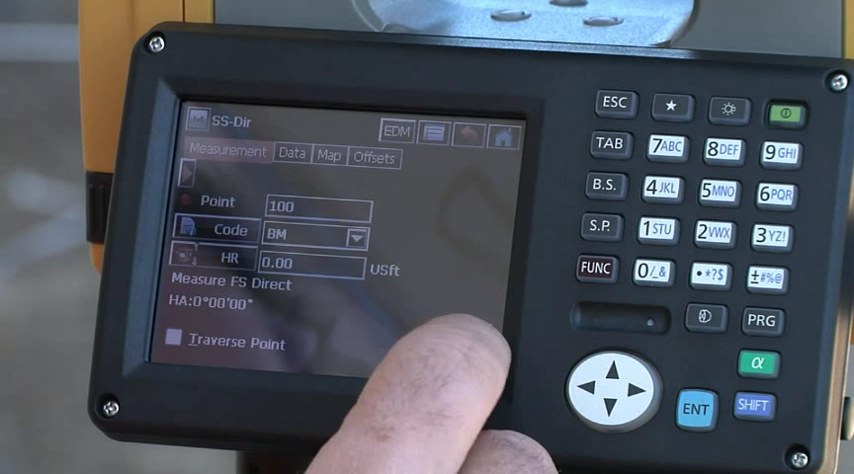 SS-Dir
EDM
Measurement Data Map Offsets
Point 100
Code BM
HR 0.00 USft
Measure FS Direct
HA:0°00'00"
Traverse Point
ESC ★
TAB 7ABC 8DEF 9GHI
B.S. 4JKL 5MNO 6PQR
S.P. 1STU 2VWX 3YZ!
FUNC 0/_& •*?$ ±#%@
PRG
α
ENT SHIFT